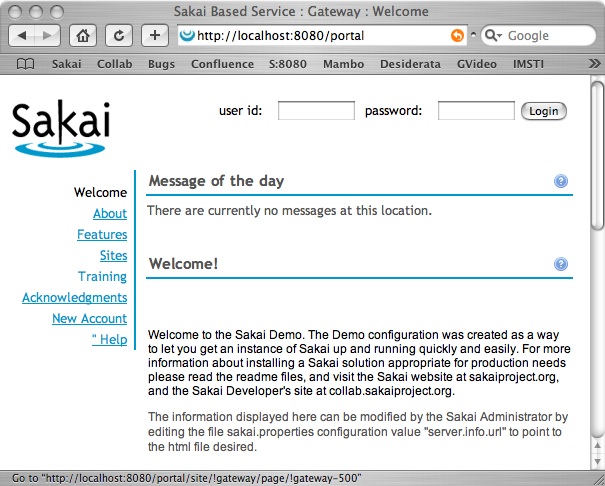 Sakai Based Service : Gateway : Welcome
http://localhost:8080/portal
Google
Sakai Collab Bugs Confluence S:8080 Mambo Desiderata GVideo IMSTI
Sakai
user id: password: Login
Welcome
About
Features
Sites
Training
Acknowledgments
New Account
" Help
Message of the day ?
There are currently no messages at this location.
Welcome! ?
Welcome to the Sakai Demo. The Demo configuration was created as a way
to let you get an instance of Sakai up and running quickly and easily. For more
information about installing a Sakai solution appropriate for production needs
please read the readme files, and visit the Sakai website at sakaiproject.org,
and the Sakai Developer's site at collab.sakaiproject.org.
The information displayed here can be modified by the Sakai Administrator by
editing the file sakai.properties configuration value "server.info.url" to point to
the html file desired.
Go to "http://localhost:8080/portal/site/!gateway/page/!gateway-500"